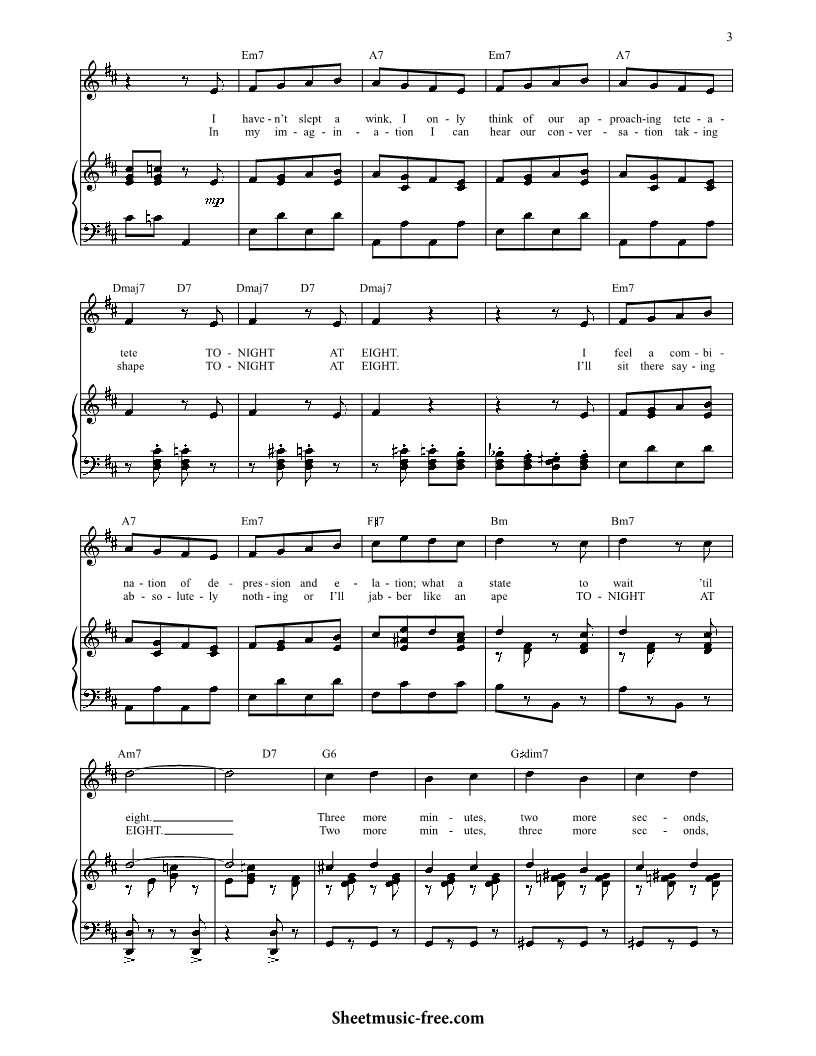 3
Em7 A7 Em7 A7
I have - n't slept a wink, I on - ly think of our ap - proach-ing tete - a -
In my im - ag - in - a - tion I can hear our con - ver - sa - tion tak - ing
mp
Dmaj7 D7 Dmaj7 D7 Dmaj7 Em7
tete TO - NIGHT AT EIGHT. I feel a com - bi -
shape TO - NIGHT AT EIGHT. I'll sit there say - ing
A7 Em7 F♯7 Bm Bm7
na - tion of de - pres - sion and e - la - tion; what a state to wait 'til
ab - so - lute - ly noth - ing or I'll jab - ber like an ape TO - NIGHT AT
Am7 D7 G6 G♯dim7
eight. Three more min - utes, two more sec - onds,
EIGHT. Two more min - utes, three more sec - onds,
Sheetmusic-free.com